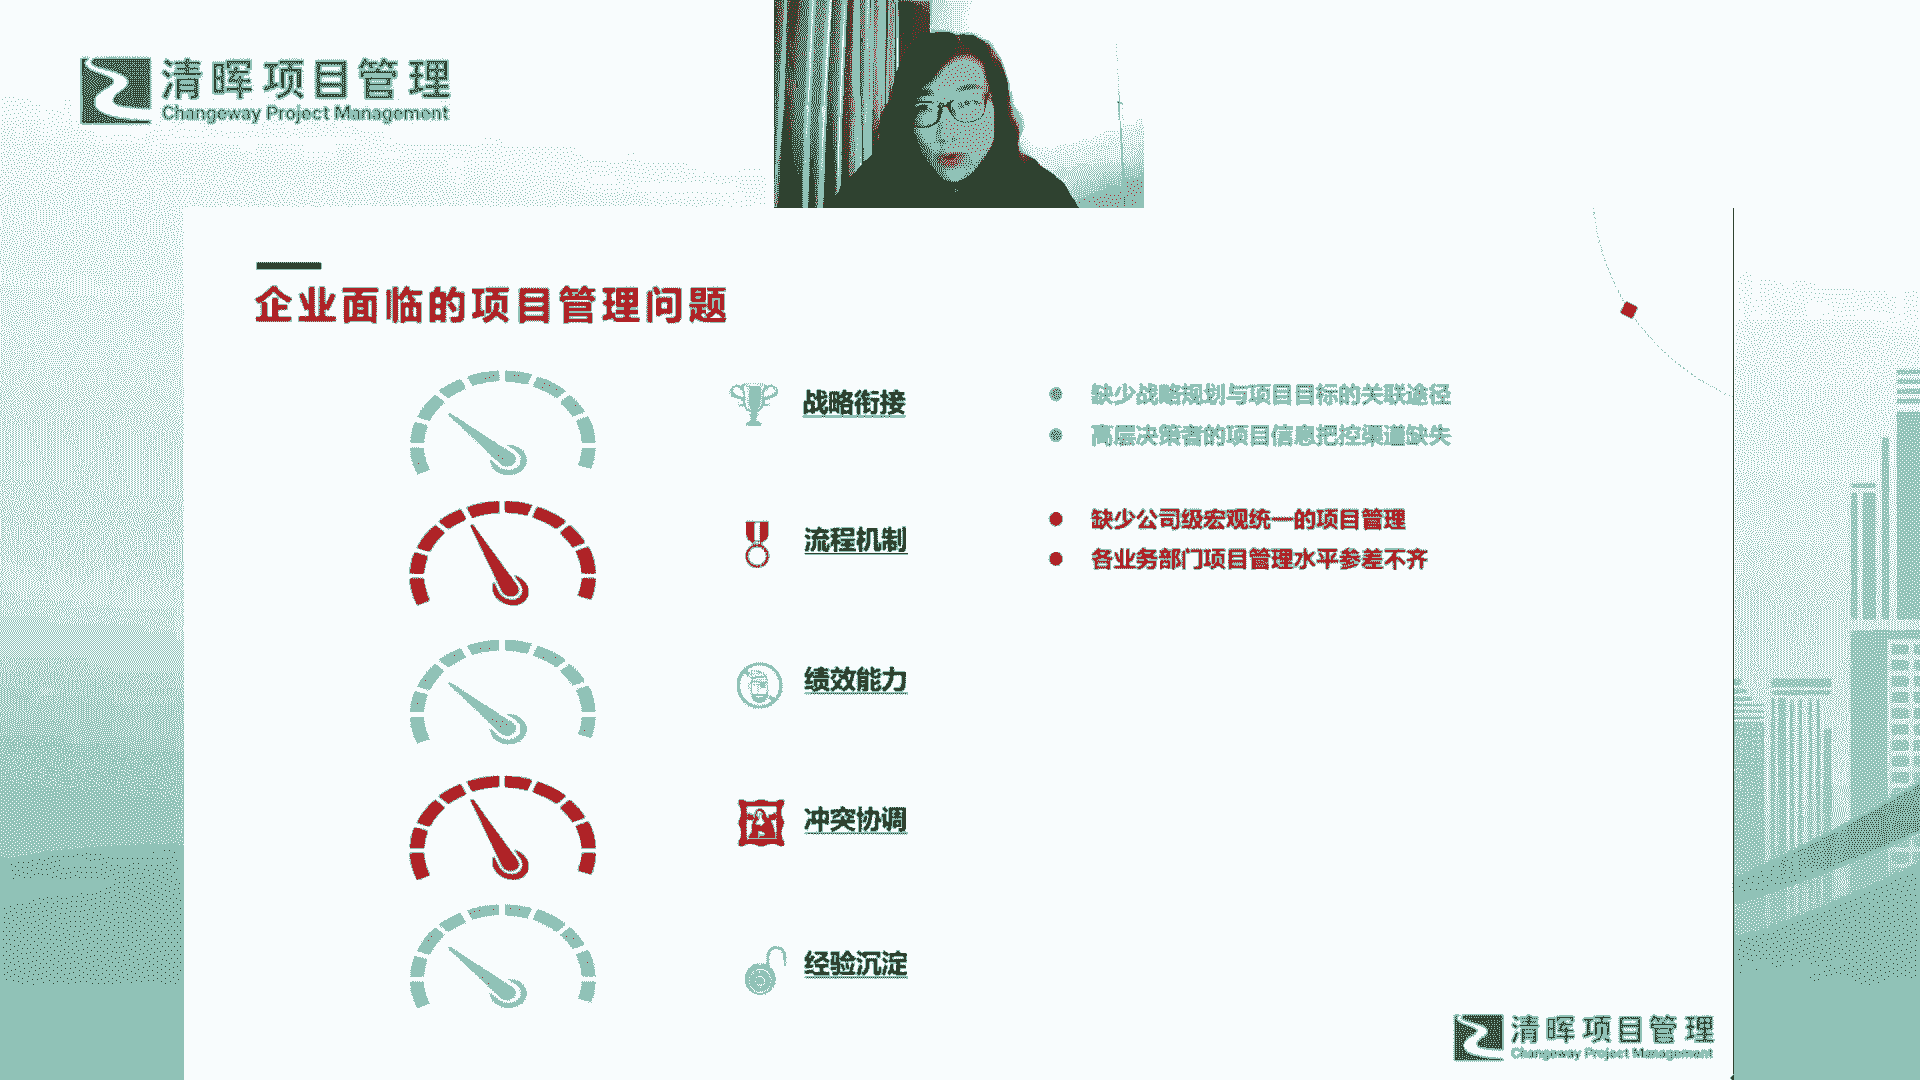 清晖项目管理
Changeway Project Management
企业面临的项目管理问题
战略衔接
缺少战略规划与项目目标的关联途径
高层决策者的项目信息把控渠道缺失
流程机制
缺少公司级宏观统一的项目管理
各业务部门项目管理水平参差不齐
绩效能力
冲突协调
经验沉淀
清晖项目管理
Changeway Project Management